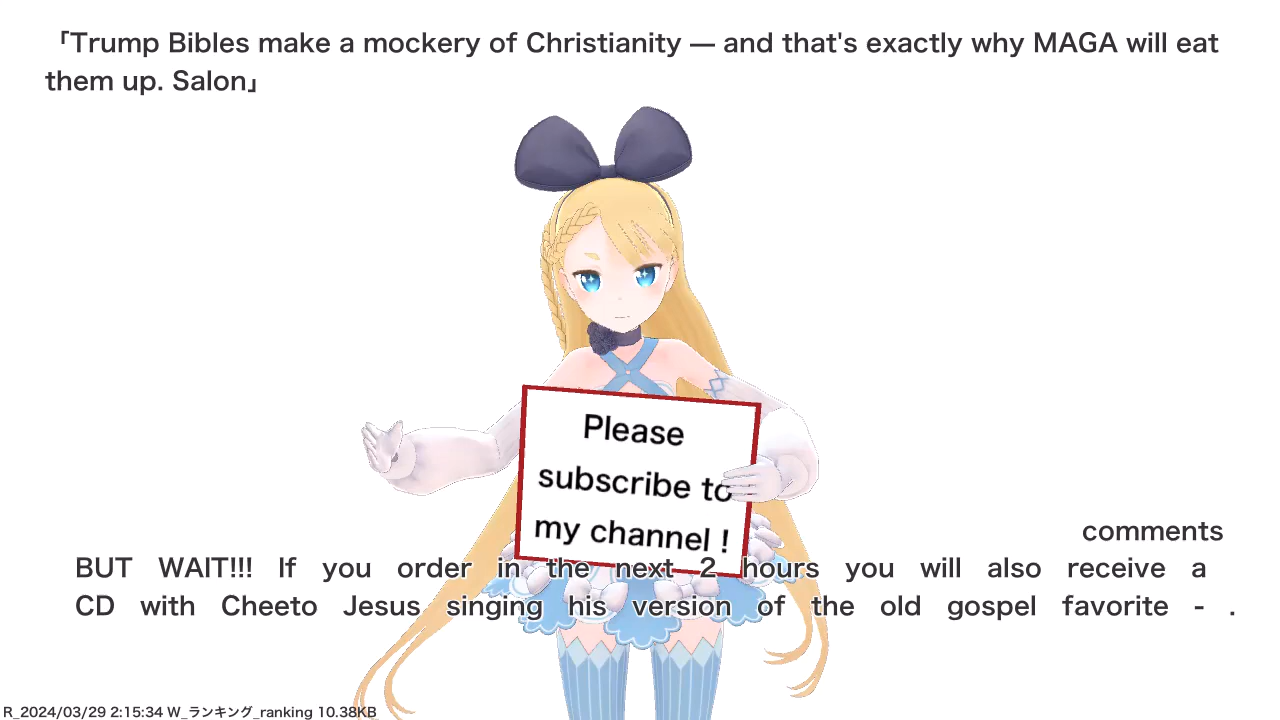 「Trump Bibles make a mockery of Christianity — and that's exactly why MAGA will eat
them up. Salon」
Please
subscribe to
my channel !
comments
BUT WAIT!!! If you order in the next 2 hours you will also receive a
CD with Cheeto Jesus singing his version of the old gospel favorite - .
R_2024/03/29 2:15:34 W_ランキング_ranking 10.38KB